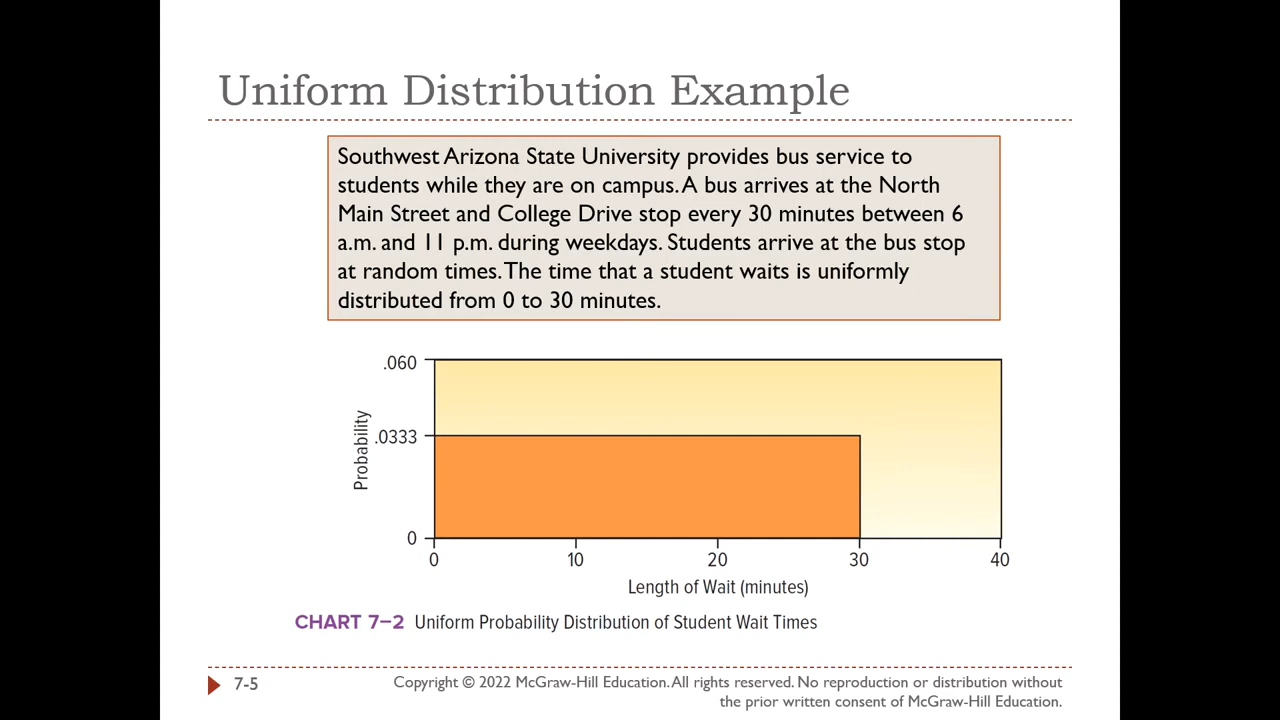 Uniform Distribution Example
Southwest Arizona State University provides bus service to
students while they are on campus. A bus arrives at the North
Main Street and College Drive stop every 30 minutes between 6
a.m. and 11 p.m. during weekdays. Students arrive at the bus stop
at random times. The time that a student waits is uniformly
distributed from 0 to 30 minutes.
.060
.0333
0
Probability
0 10 20 30 40
Length of Wait (minutes)
CHART 7–2 Uniform Probability Distribution of Student Wait Times
7-5
Copyright © 2022 McGraw-Hill Education. All rights reserved. No reproduction or distribution without
the prior written consent of McGraw-Hill Education.